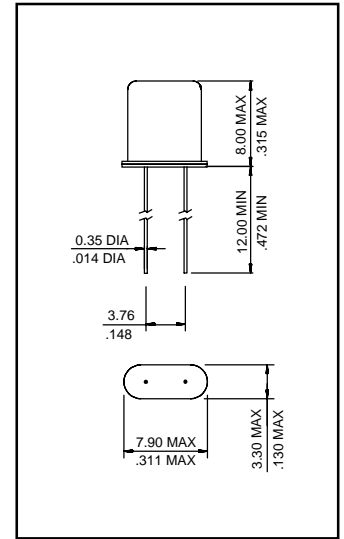 8.00 MAX
.315 MAX
12.00 MIN
.472 MIN
0.35 DIA
.014 DIA
3.76
.148
7.90 MAX
.311 MAX
3.30 MAX
.130 MAX